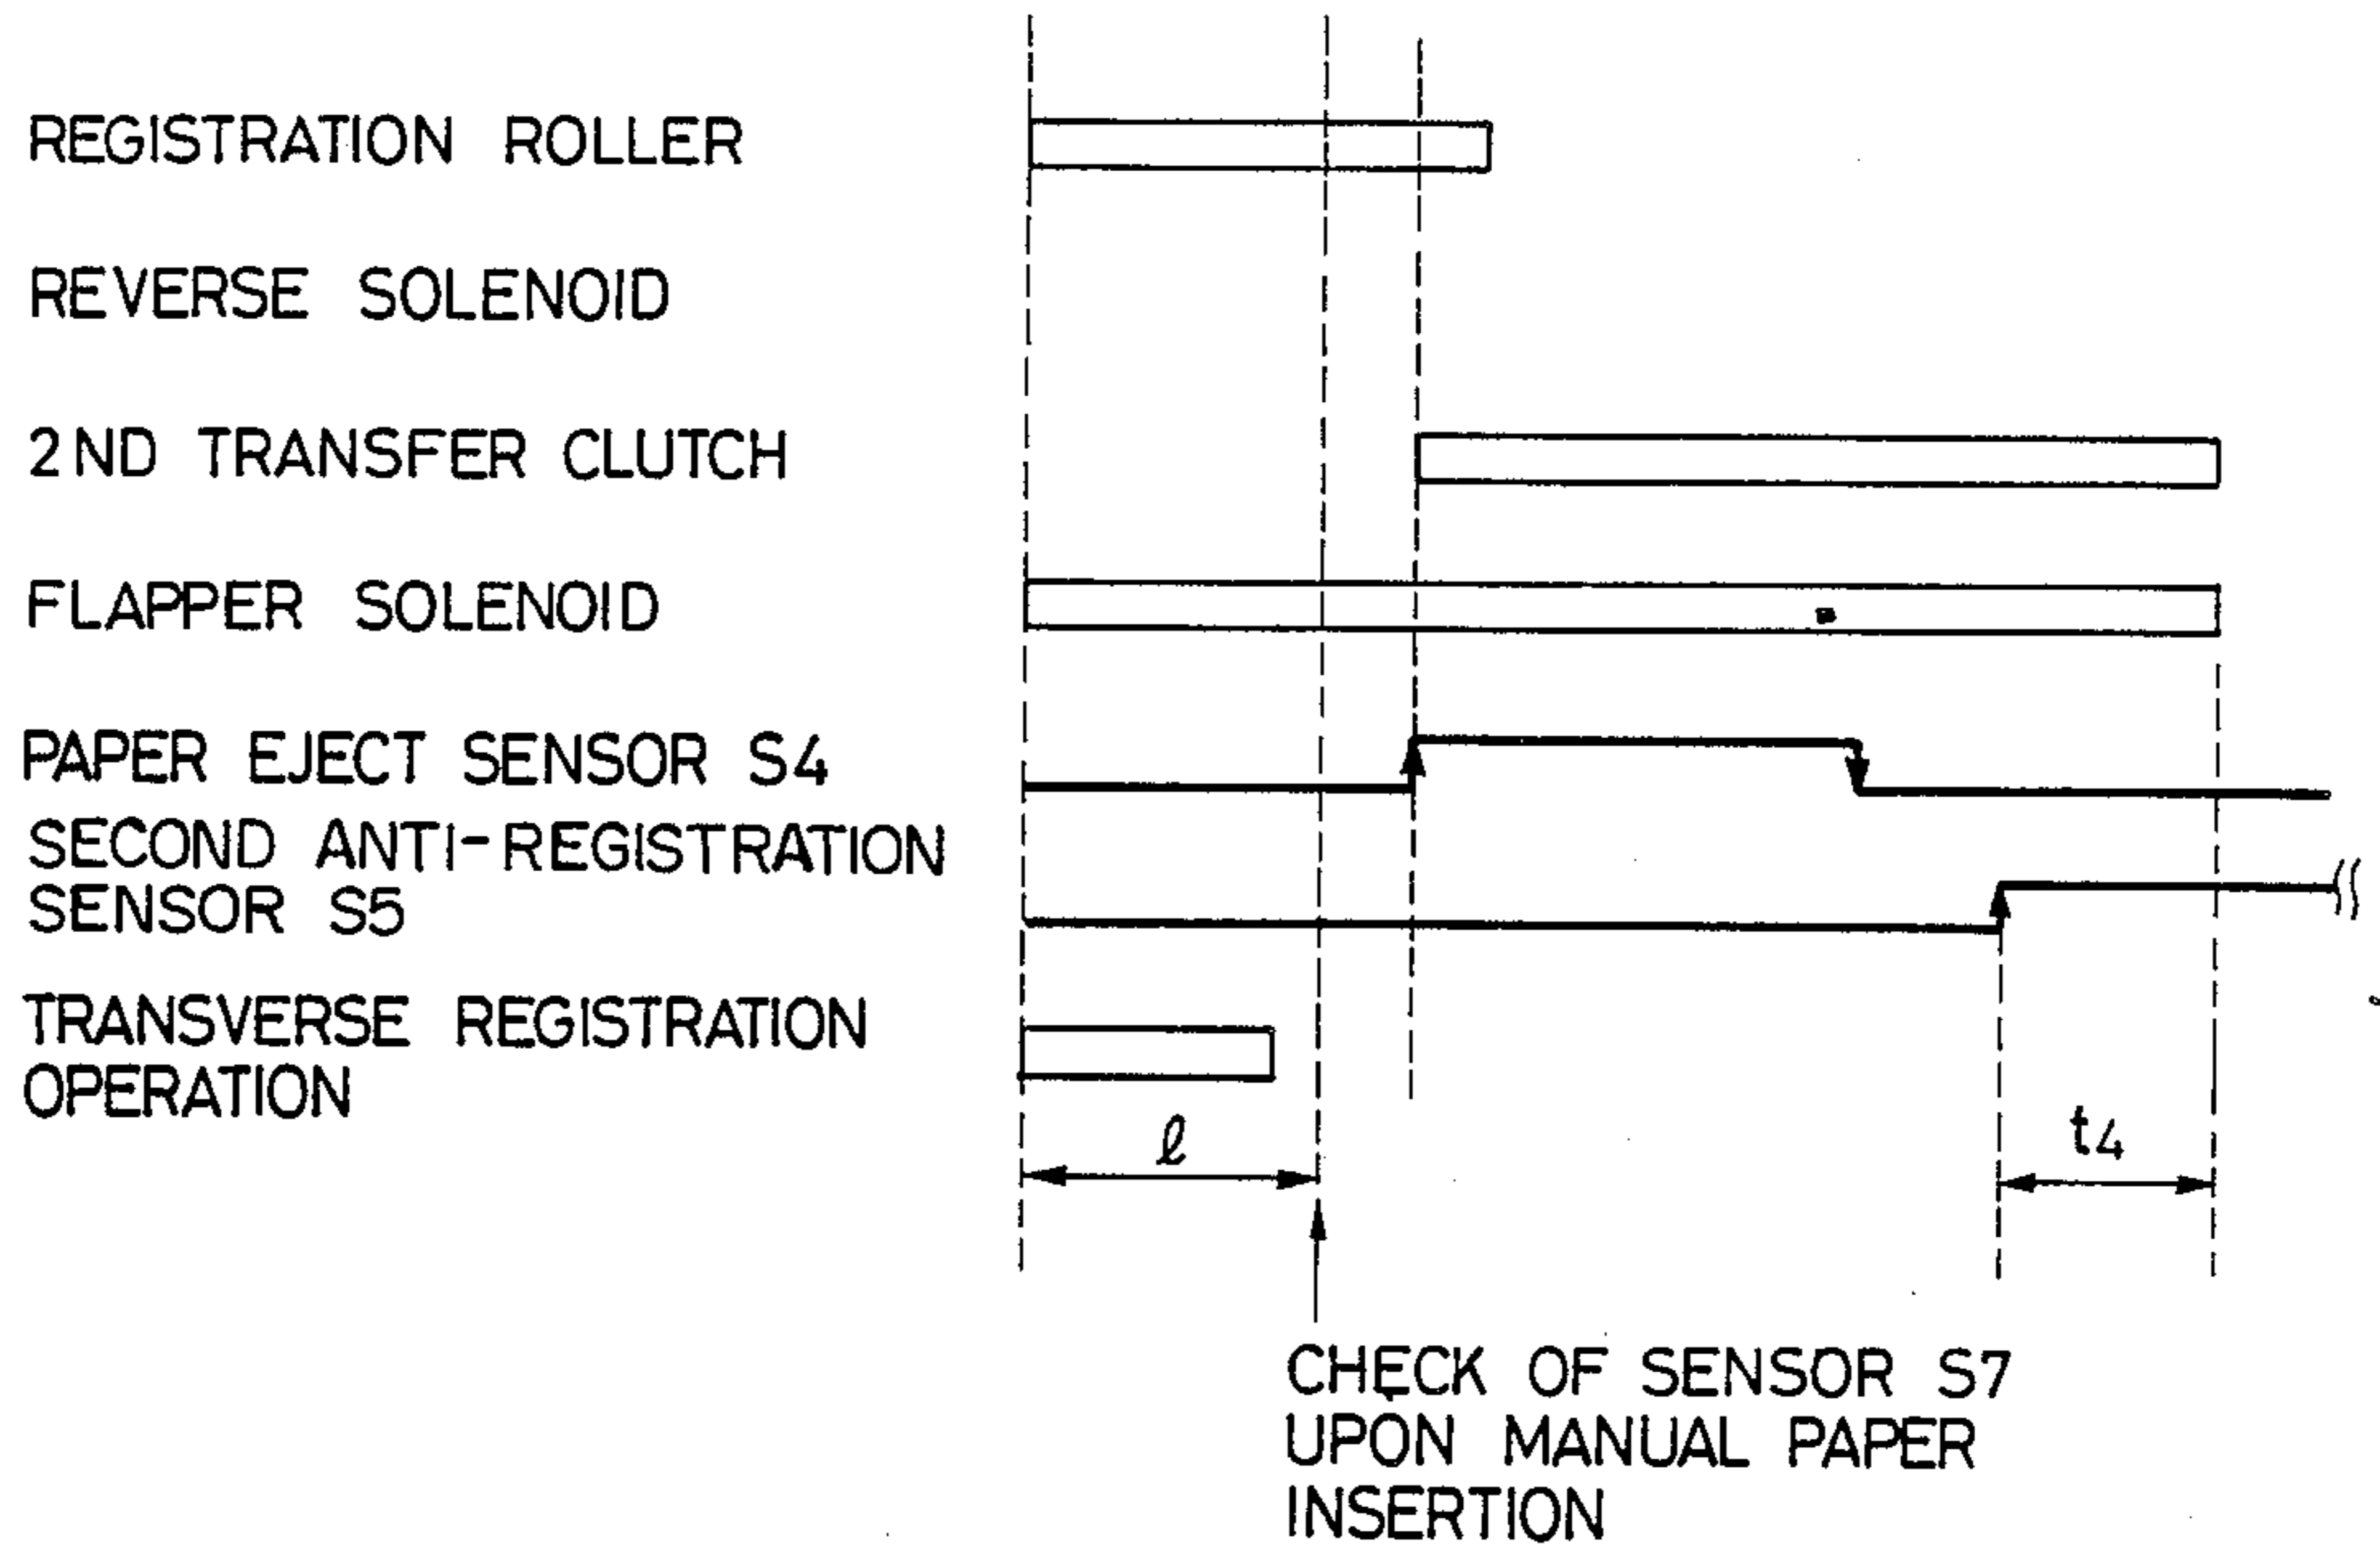 REGISTRATION ROLLER
REVERSE SOLENOID
2ND TRANSFER CLUTCH
FLAPPER SOLENOID
PAPER EJECT SENSOR S4
SECOND ANTI-REGISTRATION
SENSOR S5
TRANSVERSE REGISTRATION
OPERATION
ℓ
t4
CHECK OF SENSOR S7
UPON MANUAL PAPER
INSERTION